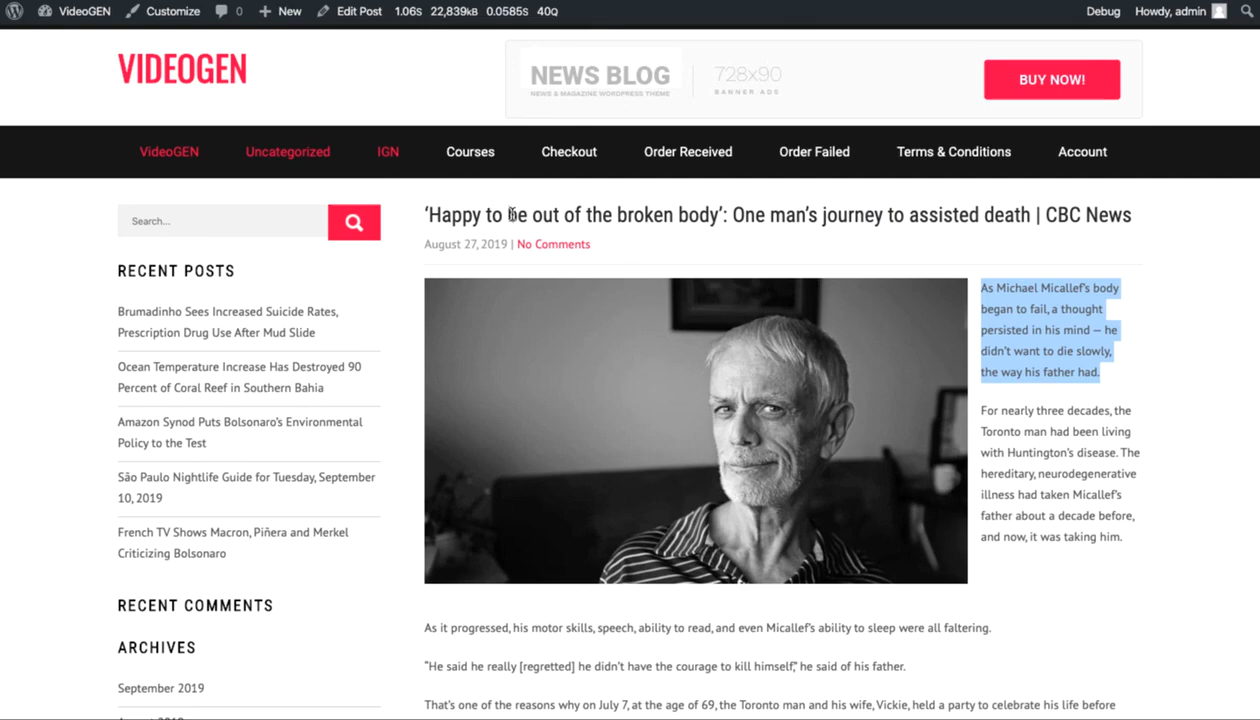 VideoGEN Customize 0 New Edit Post 1.06S 22,839KB 0.0585S 40Q Debug Howdy, admin
VIDEOGEN
NEWS BLOG
NEWS & MAGAZINE WORDPRESS THEME
728x90
BANNER ADS
BUY NOW!
VideoGEN Uncategorized IGN Courses Checkout Order Received Order Failed Terms & Conditions Account
Search...
RECENT POSTS
Brumadinho Sees Increased Suicide Rates,
Prescription Drug Use After Mud Slide
Ocean Temperature Increase Has Destroyed 90
Percent of Coral Reef in Southern Bahia
Amazon Synod Puts Bolsonaro's Environmental
Policy to the Test
São Paulo Nightlife Guide for Tuesday, September
10, 2019
French TV Shows Macron, Piñera and Merkel
Criticizing Bolsonaro
RECENT COMMENTS
ARCHIVES
September 2019
August 2019
‘Happy to be out of the broken body’: One man’s journey to assisted death | CBC News
August 27, 2019 | No Comments
As Michael Micallef’s body
began to fail, a thought
persisted in his mind — he
didn’t want to die slowly,
the way his father had.
For nearly three decades, the
Toronto man had been living
with Huntington’s disease. The
hereditary, neurodegenerative
illness had taken Micallef’s
father about a decade before,
and now, it was taking him.
As it progressed, his motor skills, speech, ability to read, and even Micallef’s ability to sleep were all faltering.
“He said he really [regretted] he didn’t have the courage to kill himself,” he said of his father.
That’s one of the reasons why on July 7, at the age of 69, the Toronto man and his wife, Vickie, held a party to celebrate his life before